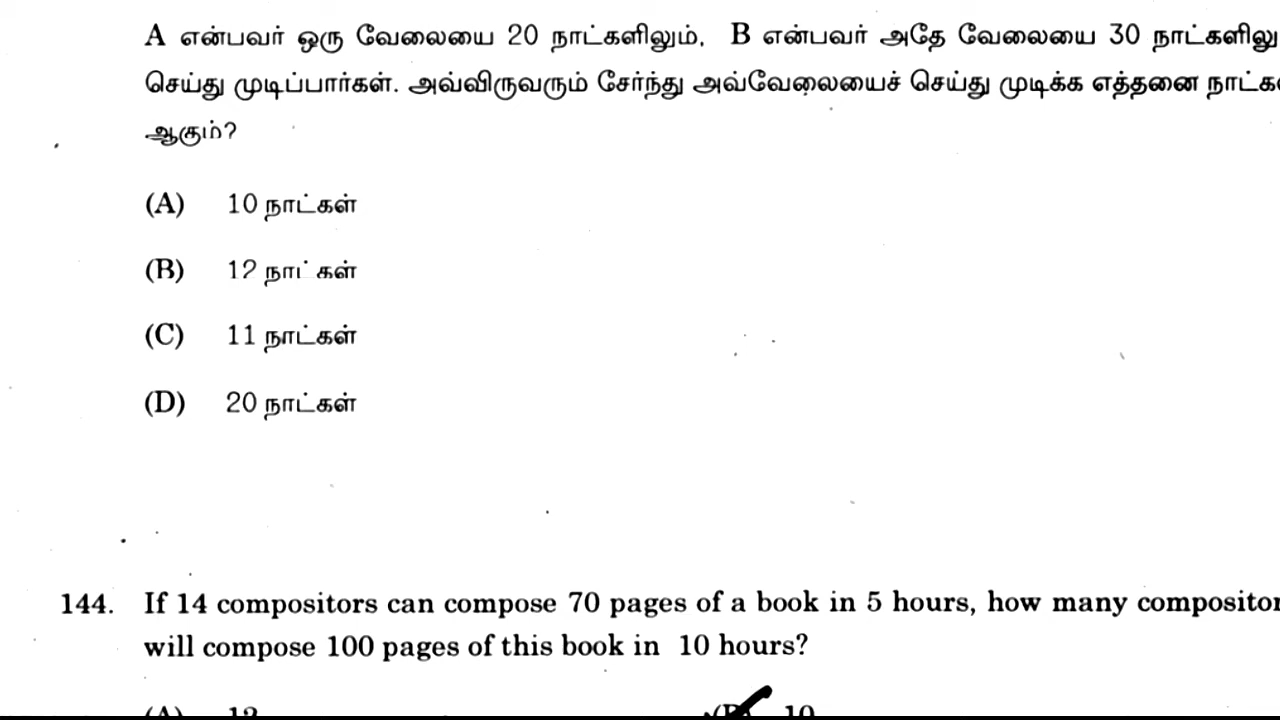 A என்பவர் ஒரு வேலையை 20 நாட்களிலும், B என்பவர் அதே வேலையை 30 நாட்களிலு
செய்து முடிப்பார்கள். அவ்விருவரும் சேர்ந்து அவ்வேலையைச் செய்து முடிக்க எத்தனை நாட்க
ஆகும்?
(A) 10 நாட்கள்
(B) 12 நாட்கள்
(C) 11 நாட்கள்
(D) 20 நாட்கள்
144. If 14 compositors can compose 70 pages of a book in 5 hours, how many compositor
will compose 100 pages of this book in 10 hours?
(A) 12 (B) 10